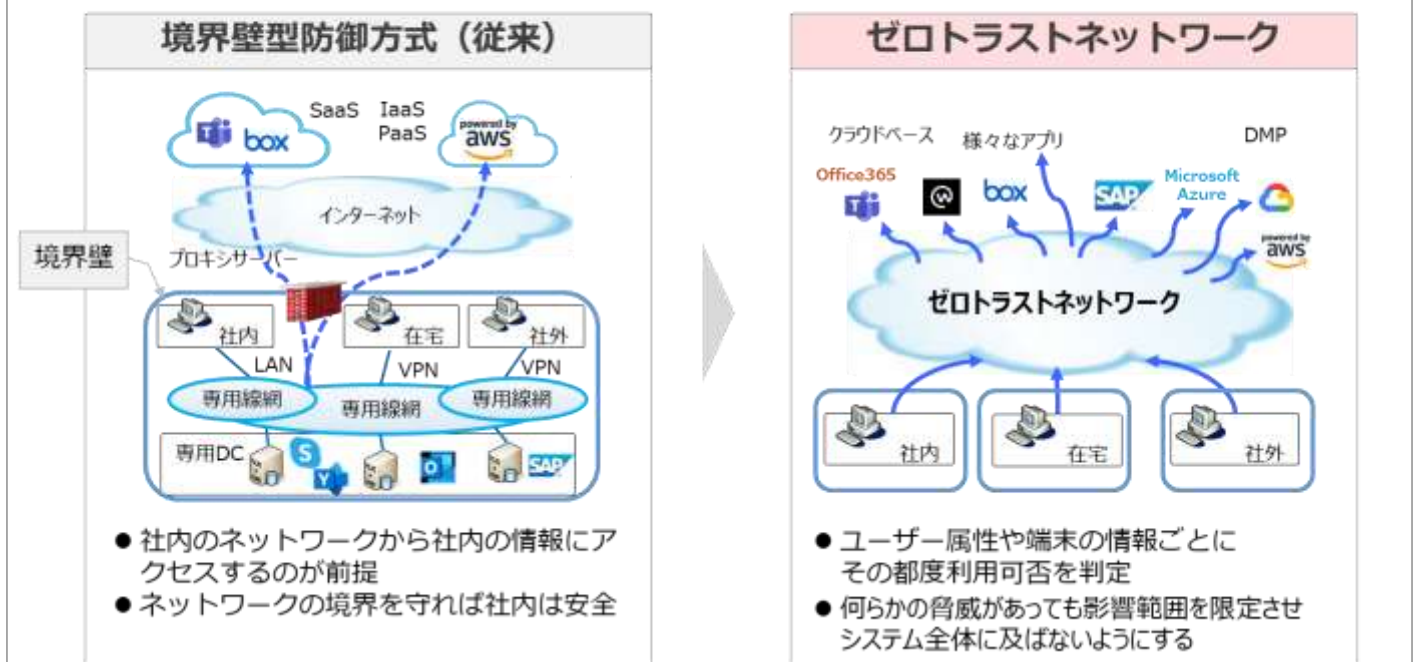 境界壁型防御方式（従来）
SaaS IaaS
PaaS
box
powered by
aws
インターネット
境界壁
プロキシサーバー
社内
在宅
社外
LAN
VPN
VPN
専用線網
専用線網
専用線網
専用DC
SAP
● 社内のネットワークから社内の情報にア
クセスするのが前提
● ネットワークの境界を守れば社内は安全
ゼロトラストネットワーク
クラウドベース
様々なアプリ
DMP
Office365
box
SAP
Microsoft
Azure
powered by
aws
ゼロトラストネットワーク
社内
在宅
社外
● ユーザー属性や端末の情報ごとに
その都度利用可否を判定
● 何らかの脅威があっても影響範囲を限定させ
システム全体に及ばないようにする